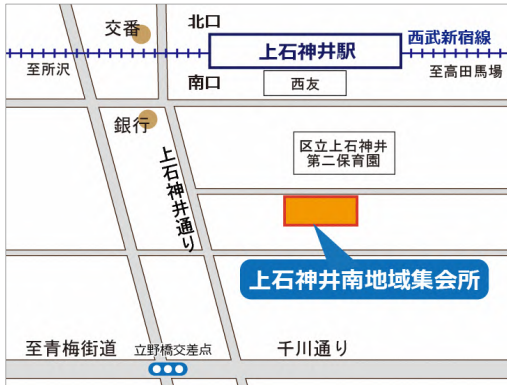 交番
北口
上石神井駅
西武新宿線
至所沢
南口
西友
至高田馬場
銀行
区立上石神井
第二保育園
上石神井通り
上石神井南地域集会所
至青梅街道
立野橋交差点
千川通り